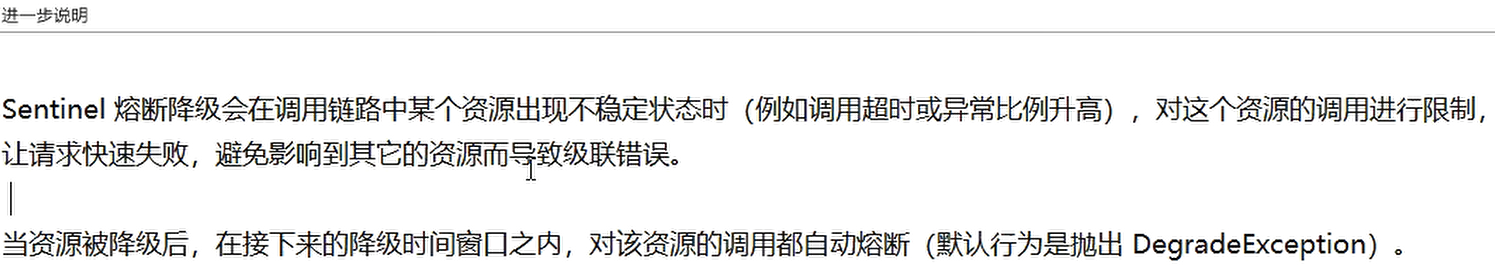 进一步说明
Sentinel 熔断降级会在调用链路中某个资源出现不稳定状态时（例如调用超时或异常比例升高），对这个资源的调用进行限制，
让请求快速失败，避免影响到其它的资源而导致级联错误。
当资源被降级后，在接下来的降级时间窗口之内，对该资源的调用都自动熔断（默认行为是抛出 DegradeException）。